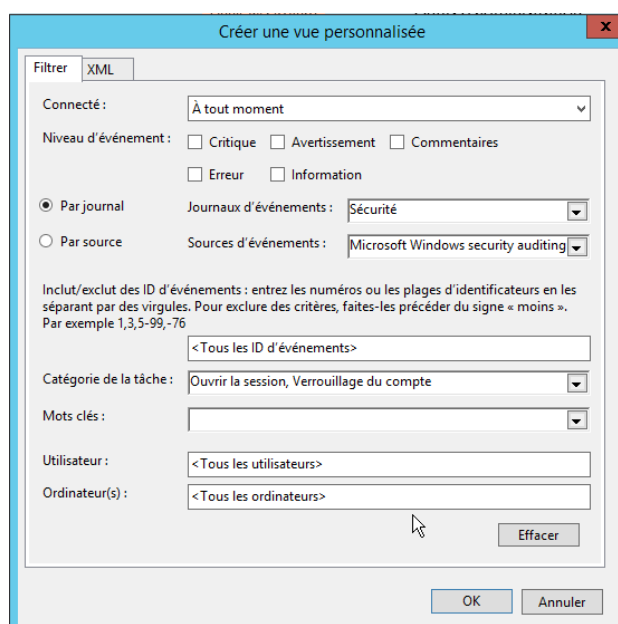 Créer une vue personnalisée
x
Filtrer XML
Connecté : À tout moment
Niveau d'événement : Critique Avertissement Commentaires
Erreur Information
Par journal Journaux d'événements : Sécurité
Par source Sources d'événements : Microsoft Windows security auditing
Inclut/exclut des ID d'événements : entrez les numéros ou les plages d'identificateurs en les
séparant par des virgules. Pour exclure des critères, faites-les précéder du signe « moins ».
Par exemple 1,3,5-99,-76
<Tous les ID d'événements>
Catégorie de la tâche : Ouvrir la session, Verrouillage du compte
Mots clés :
Utilisateur : <Tous les utilisateurs>
Ordinateur(s) : <Tous les ordinateurs>
Effacer
OK Annuler